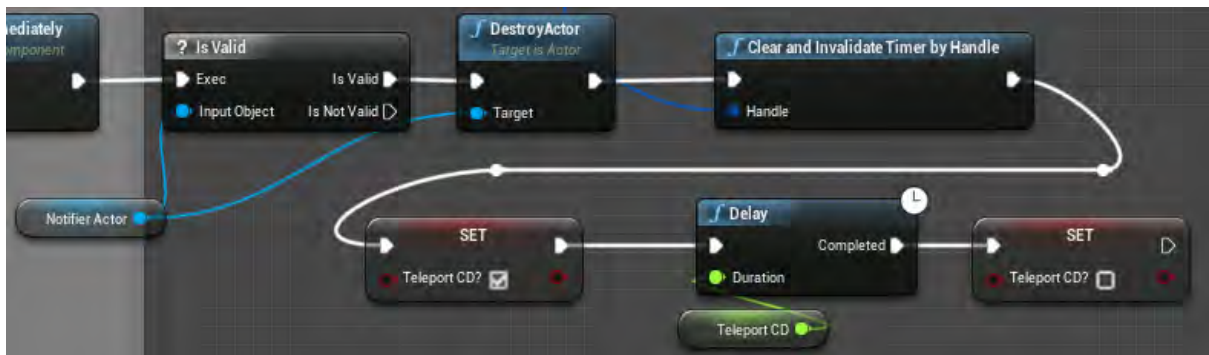 mediately
mponent
? Is Valid
Exec
Is Valid
Input Object
Is Not Valid
f DestroyActor
Target is Actor
Target
f Clear and Invalidate Timer by Handle
Handle
Notifier Actor
SET
Teleport CD?
f Delay
Completed
Duration
Teleport CD
SET
Teleport CD?